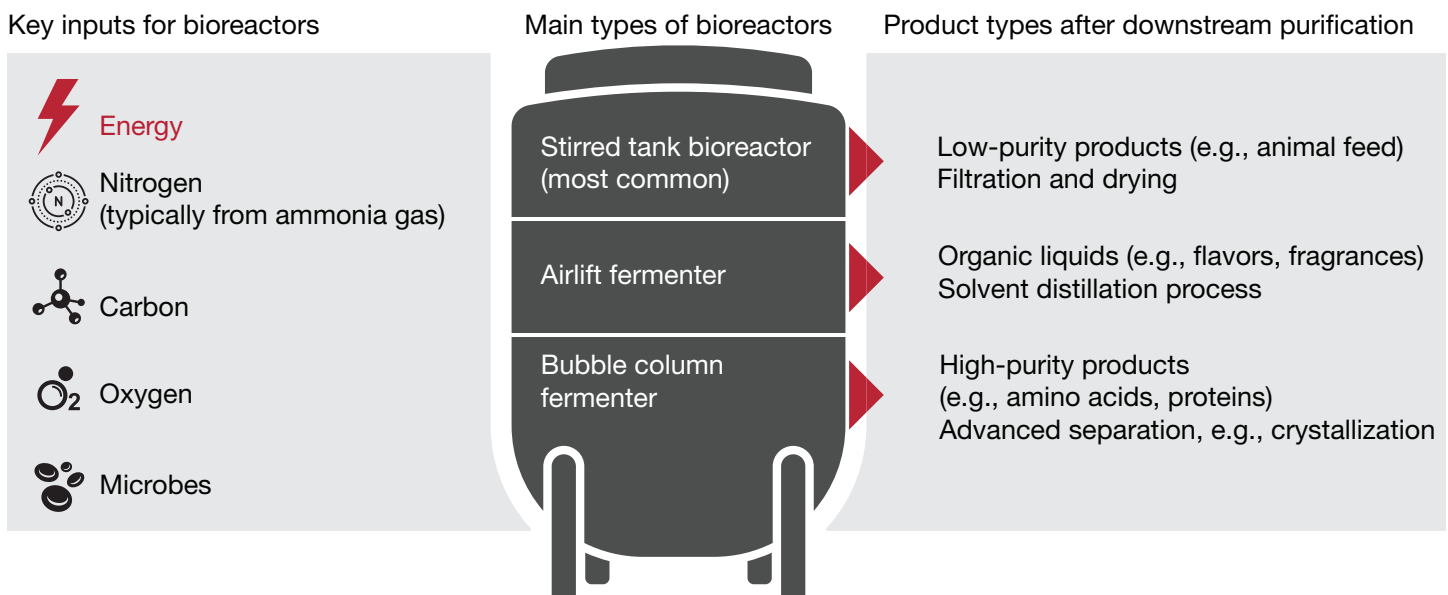 Key inputs for bioreactors
Energy
Nitrogen
(typically from ammonia gas)
N
Carbon
O2
Oxygen
Microbes
Main types of bioreactors
Stirred tank bioreactor
(most common)
Airlift fermenter
Bubble column
fermenter
Product types after downstream purification
Low-purity products (e.g., animal feed)
Filtration and drying
Organic liquids (e.g., flavors, fragrances)
Solvent distillation process
High-purity products
(e.g., amino acids, proteins)
Advanced separation, e.g., crystallization